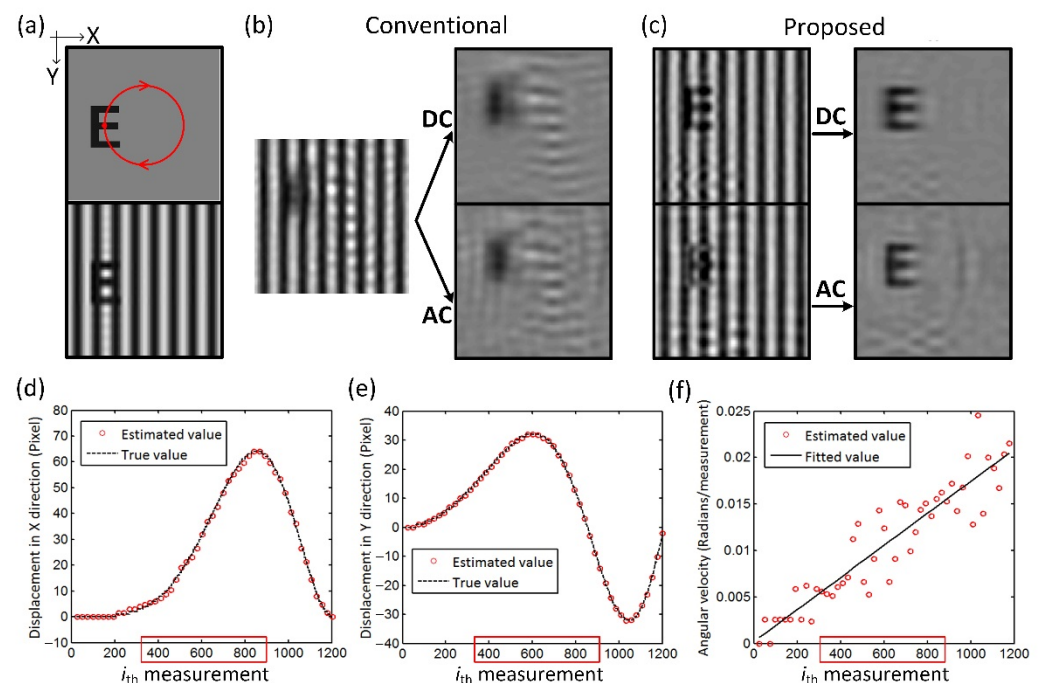 (a)
X
Y
E
E
(b)
Conventional
DC
AC
(c)
Proposed
E
DC
E
AC
E
(d)
Displacement in X direction (Pixel)
80
70
60
50
40
30
20
10
0
−10
Estimated value
True value
0 200 400 600 800 1000 1200
ith measurement
(e)
Dishlacement in Y direction (Pixel)
40
30
20
10
0
−10
−20
−30
−40
Estimated value
True value
0 200 400 600 800 1000 1200
ith measurement
(f)
Angular velocity (Radians/measurement)
0.025
0.02
0.015
0.01
0.005
0
Estimated value
Fitted value
0 200 400 600 800 1000 1200
ith measurement